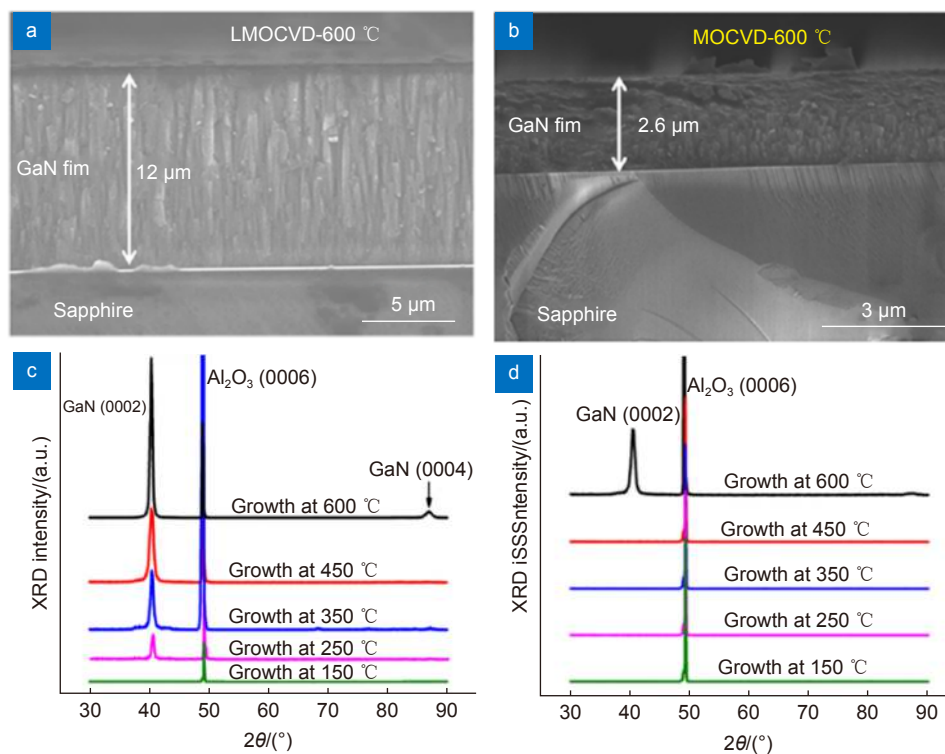 a
LMOCVD-600 ℃
GaN fim
12 μm
Sapphire
5 μm
b
MOCVD-600 ℃
GaN fim
2.6 μm
Sapphire
3 μm
c
Al₂O₃ (0006)
GaN (0002)
GaN (0004)
Growth at 600 ℃
Growth at 450 ℃
Growth at 350 ℃
Growth at 250 ℃
Growth at 150 ℃
XRD intensity/(a.u.)
30 40 50 60 70 80 90
2θ/(°)
d
Al₂O₃ (0006)
GaN (0002)
Growth at 600 ℃
Growth at 450 ℃
Growth at 350 ℃
Growth at 250 ℃
Growth at 150 ℃
XRD iSSSntensity/(a.u.)
30 40 50 60 70 80 90
2θ/(°)